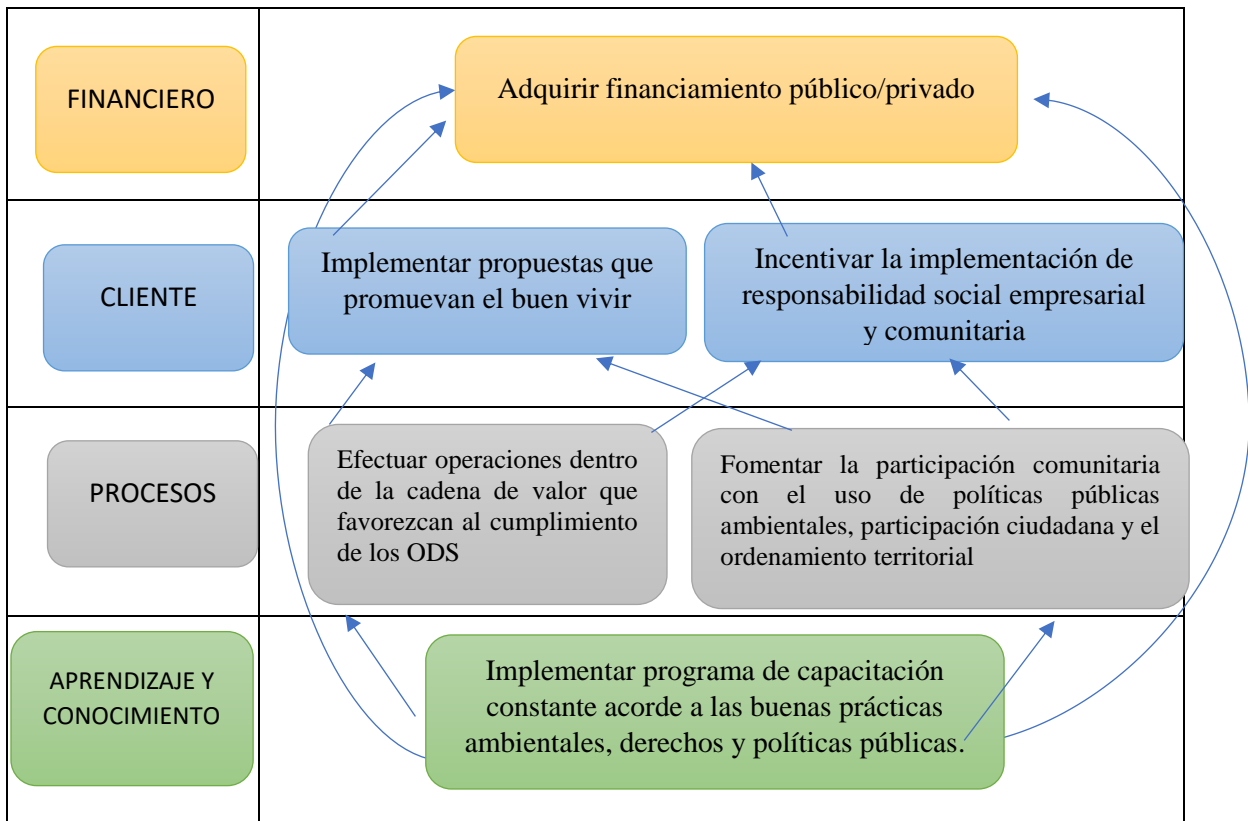 FINANCIERO
Adquirir financiamiento público/privado
CLIENTE
Implementar propuestas que
promuevan el buen vivir
Incentivar la implementación de
responsabilidad social empresarial
y comunitaria
PROCESOS
Efectuar operaciones dentro
de la cadena de valor que
favorezcan al cumplimiento
de los ODS
Fomentar la participación comunitaria
con el uso de políticas públicas
ambientales, participación ciudadana y el
ordenamiento territorial
APRENDIZAJE Y
CONOCIMIENTO
Implementar programa de capacitación
constante acorde a las buenas prácticas
ambientales, derechos y políticas públicas.